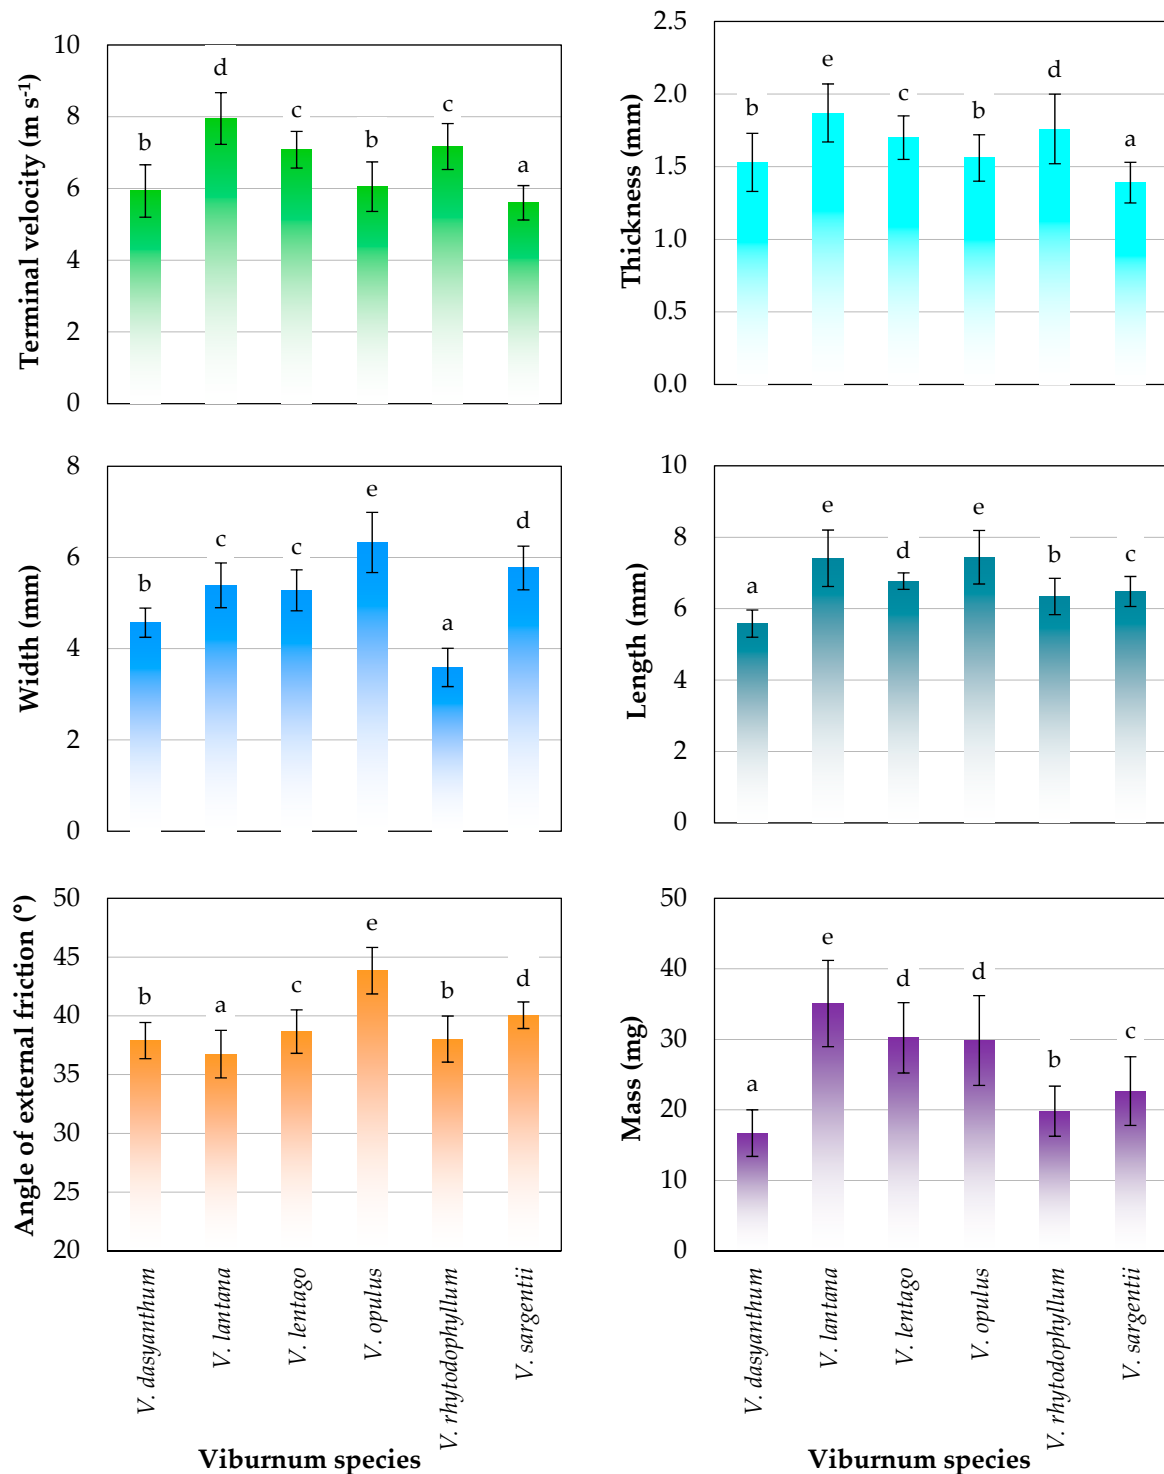 Terminal velocity (m s⁻¹)
10
8
6
4
2
0
b
d
c
b
c
a
Thickness (mm)
2.5
2.0
1.5
1.0
0.5
0.0
b
e
c
b
d
a
Width (mm)
8
6
4
2
0
b
c
c
e
a
d
Length (mm)
10
8
6
4
2
0
a
e
d
e
b
c
Angle of external friction (°)
50
45
40
35
30
25
20
b
a
c
e
b
d
V. dasyanthum
V. lantana
V. lentago
V. opulus
V. rhytodophyllum
V. sargentii
Viburnum species
Mass (mg)
50
40
30
20
10
0
a
e
d
d
b
c
V. dasyanthum
V. lantana
V. lentago
V. opulus
V. rhytodophyllum
V. sargentii
Viburnum species